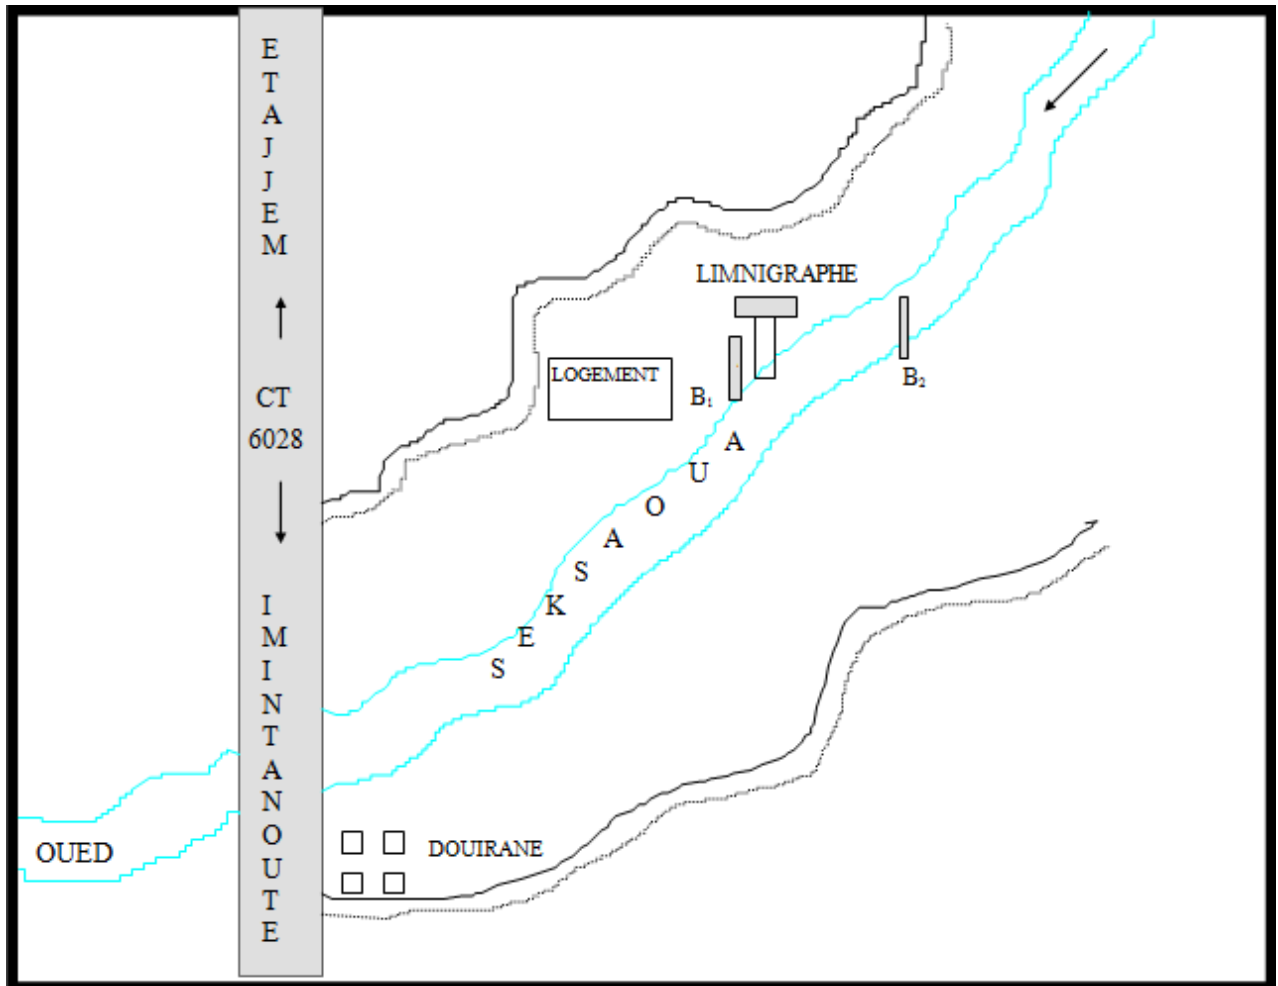 ETAJJEM
LIMNIGRAPHE
LOGEMENT
B₁
B₂
CT
6028
SEKSAOUA
IMINTANOUTE
OUED
DOUIRANE